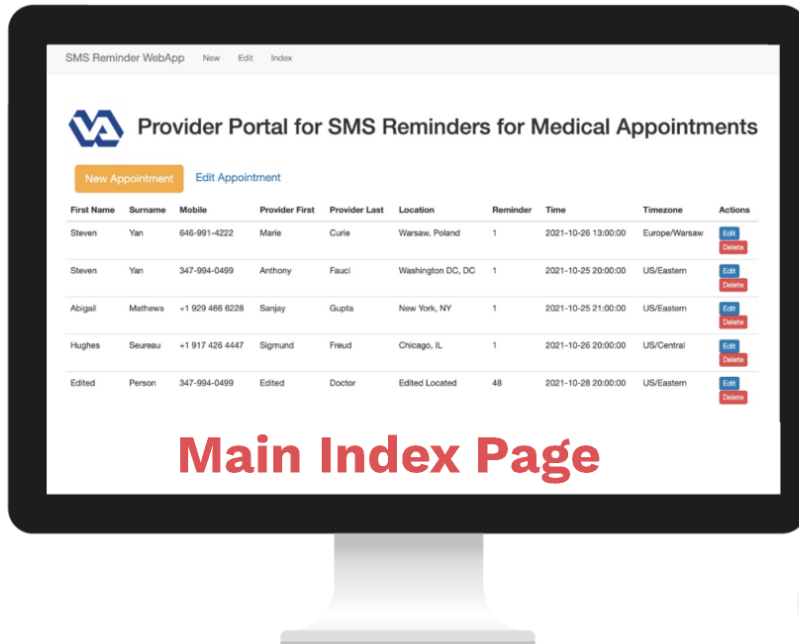 SMS Reminder WebApp New Edit Index
VA Provider Portal for SMS Reminders for Medical Appointments
New Appointment Edit Appointment
First Name Surname Mobile Provider First Provider Last Location Reminder Time Timezone Actions
Steven Yan 646-991-4222 Marie Curie Warsaw, Poland 1 2021-10-26 13:00:00 Europe/Warsaw Edit
Delete
Steven Yan 347-994-0499 Anthony Fauci Washington DC, DC 1 2021-10-25 20:00:00 US/Eastern Edit
Delete
Abigail Mathews +1 929 466 6228 Sanjay Gupta New York, NY 1 2021-10-25 21:00:00 US/Eastern Edit
Delete
Hughes Seureau +1 917 426 4447 Sigmund Freud Chicago, IL 1 2021-10-26 20:00:00 US/Central Edit
Delete
Edited Person 347-994-0499 Edited Doctor Edited Located 48 2021-10-28 20:00:00 US/Eastern Edit
Delete
Main Index Page